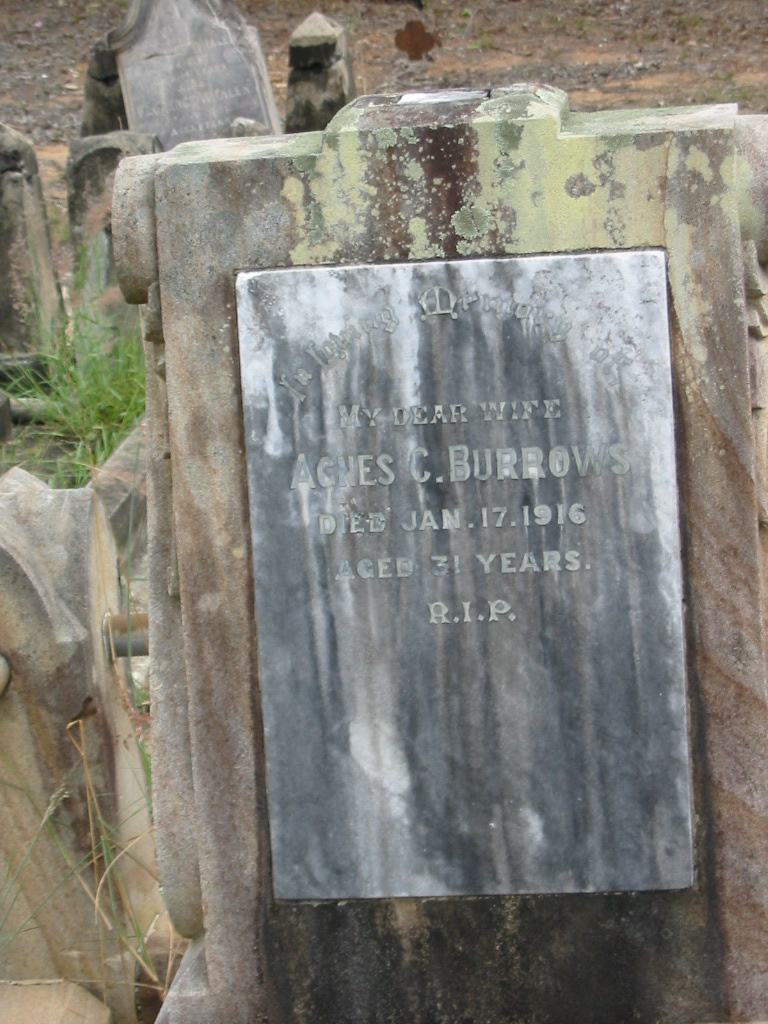 In Loving Memory of
MY DEAR WIFE
AGNES C. BURROWS
DIED JAN. 17. 1916
AGED 31 YEARS.
R.I.P.